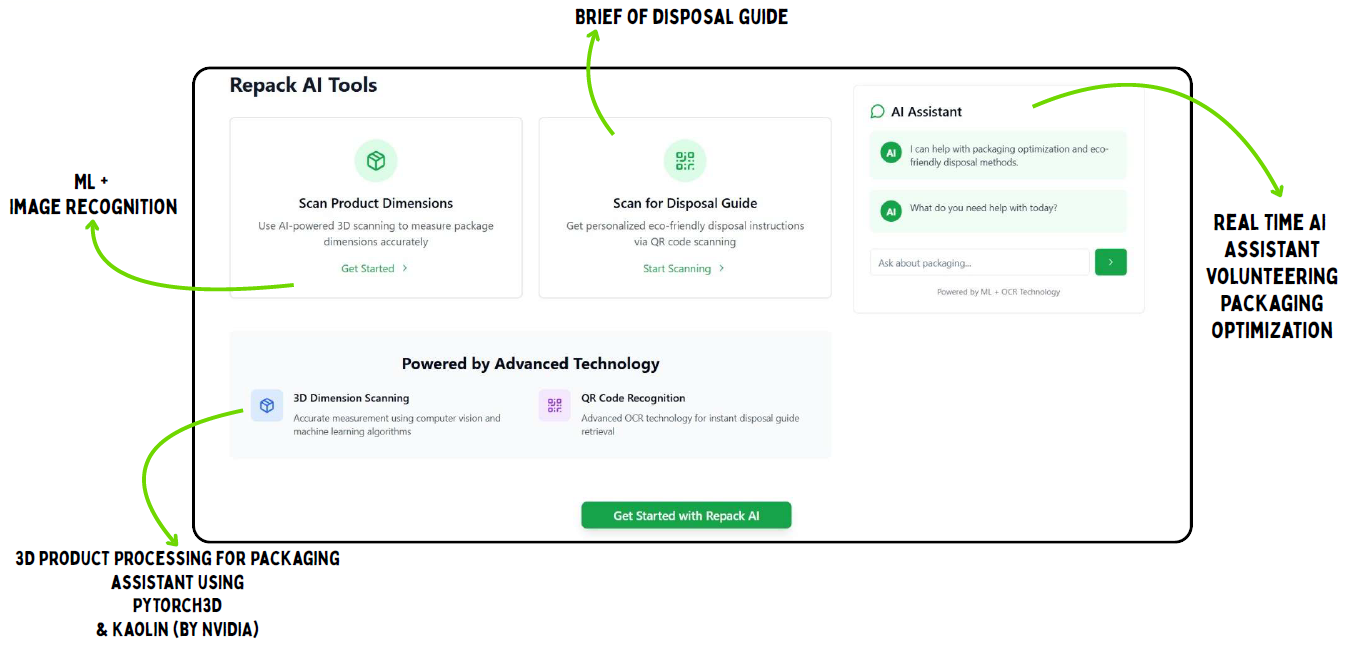 BRIEF OF DISPOSAL GUIDE
Repack AI Tools
Scan Product Dimensions
Use AI-powered 3D scanning to measure package
dimensions accurately
Get Started >
Scan for Disposal Guide
Get personalized eco-friendly disposal instructions
via QR code scanning
Start Scanning >
AI Assistant
AI
I can help with packaging optimization and eco-
friendly disposal methods.
AI
What do you need help with today?
Ask about packaging...
>
Powered by ML + OCR Technology
ML +
IMAGE RECOGNITION
REAL TIME AI
ASSISTANT
VOLUNTEERING
PACKAGING
OPTIMIZATION
Powered by Advanced Technology
3D Dimension Scanning
Accurate measurement using computer vision and
machine learning algorithms
QR Code Recognition
Advanced OCR technology for instant disposal guide
retrieval
Get Started with Repack AI
3D PRODUCT PROCESSING FOR PACKAGING
ASSISTANT USING
PYTORCH3D
& KAOLIN (BY NVIDIA)